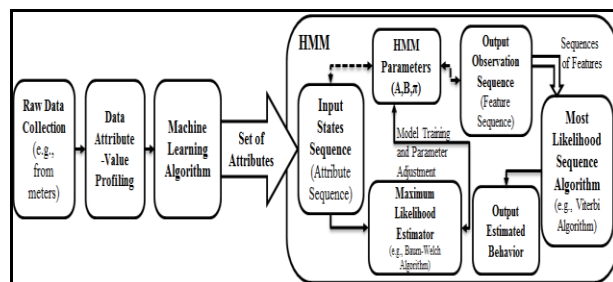 HMM
Raw Data
Collection
(e.g.,
from
meters)
Data
Attribute
-Value
Profiling
Machine
Learning
Algorithm
Set of
Attributes
Input
States
Sequence
(Attribute
Sequence)
HMM
Parameters
(A,B,π)
Output
Observation
Sequence
(Feature
Sequence)
Sequences
of Features
Model Training
and Parameter
Adjustment
Maximum
Likelihood
Estimator
(e.g., Baum-Welch
Algorithm)
Output
Estimated
Behavior
Most
Likelihood
Sequence
Algorithm
(e.g., Viterbi
Algorithm)